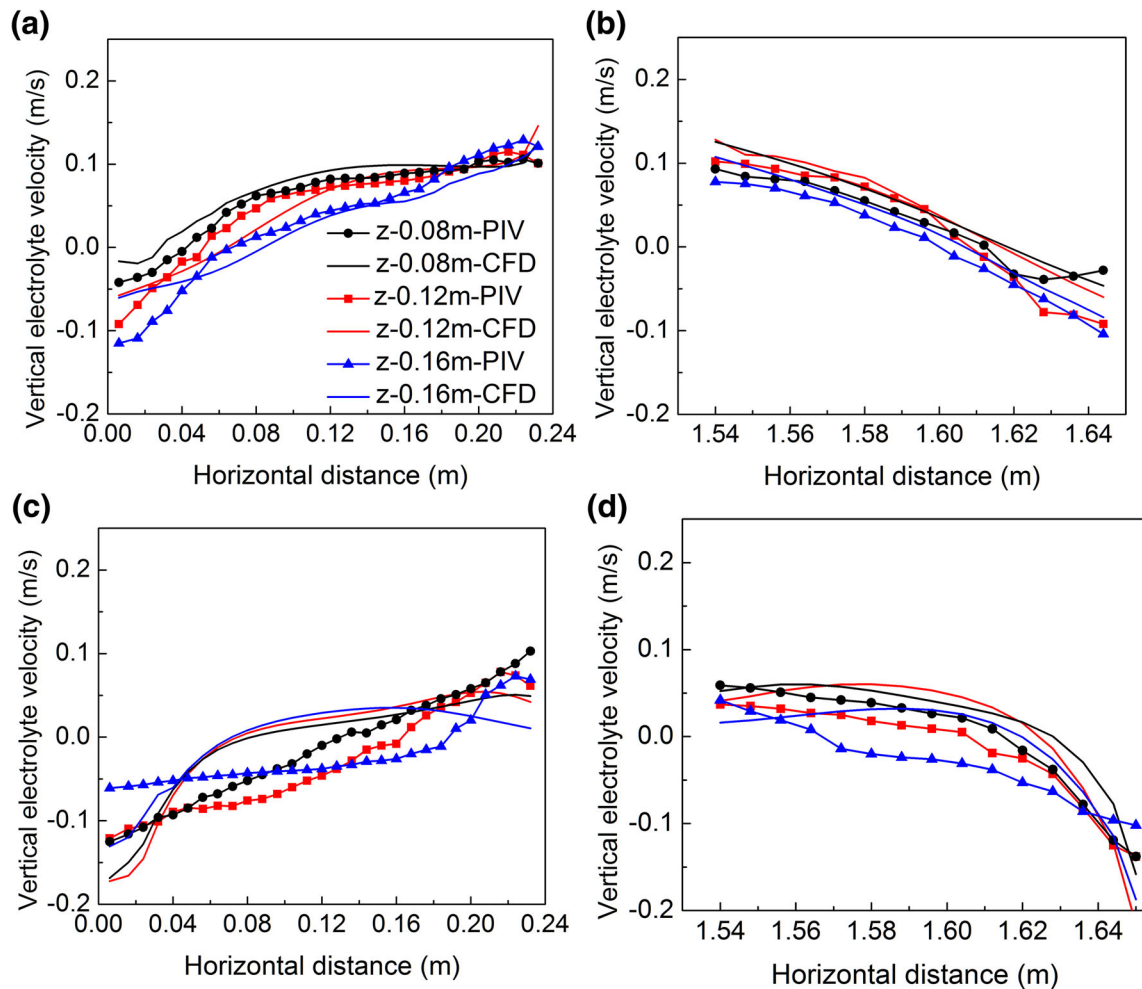 (a)
Vertical electrolyte velocity (m/s)
0.2
0.1
0.0
-0.1
-0.2
0.00 0.04 0.08 0.12 0.16 0.20 0.24
Horizontal distance (m)
z-0.08m-PIV
z-0.08m-CFD
z-0.12m-PIV
z-0.12m-CFD
z-0.16m-PIV
z-0.16m-CFD
(b)
Vertical electrolyte velocity (m/s)
0.2
0.1
0.0
-0.1
-0.2
1.54 1.56 1.58 1.60 1.62 1.64
Horizontal distance (m)
(c)
Vertical electrolyte velocity (m/s)
0.2
0.1
0.0
-0.1
-0.2
0.00 0.04 0.08 0.12 0.16 0.20 0.24
Horizontal distance (m)
(d)
Vertical electrolyte velocity (m/s)
0.2
0.1
0.0
-0.1
-0.2
1.54 1.56 1.58 1.60 1.62 1.64
Horizontal distance (m)